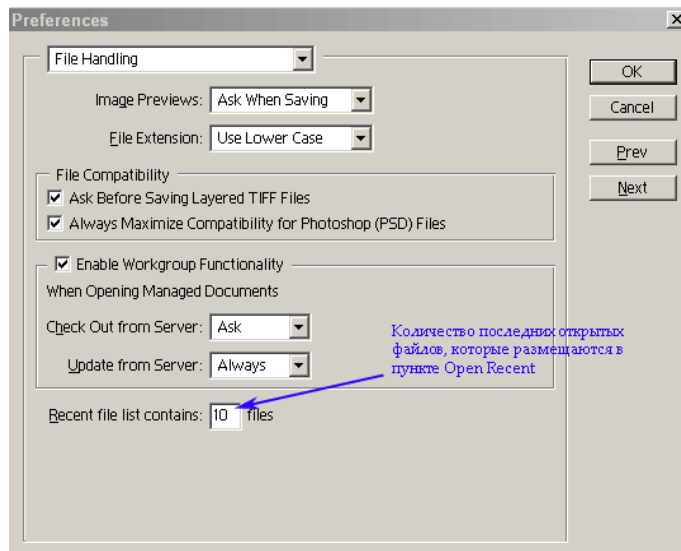 Preferences
File Handling
OK
Image Previews: Ask When Saving
Cancel
File Extension: Use Lower Case
Prev
File Compatibility
Next
Ask Before Saving Layered TIFF Files
Always Maximize Compatibility for Photoshop (PSD) Files
Enable Workgroup Functionality
When Opening Managed Documents
Check Out from Server: Ask
Количество последних открытых
файлов, которые размещаются в
пункте Open Recent
Update from Server: Always
Recent file list contains: 10 files